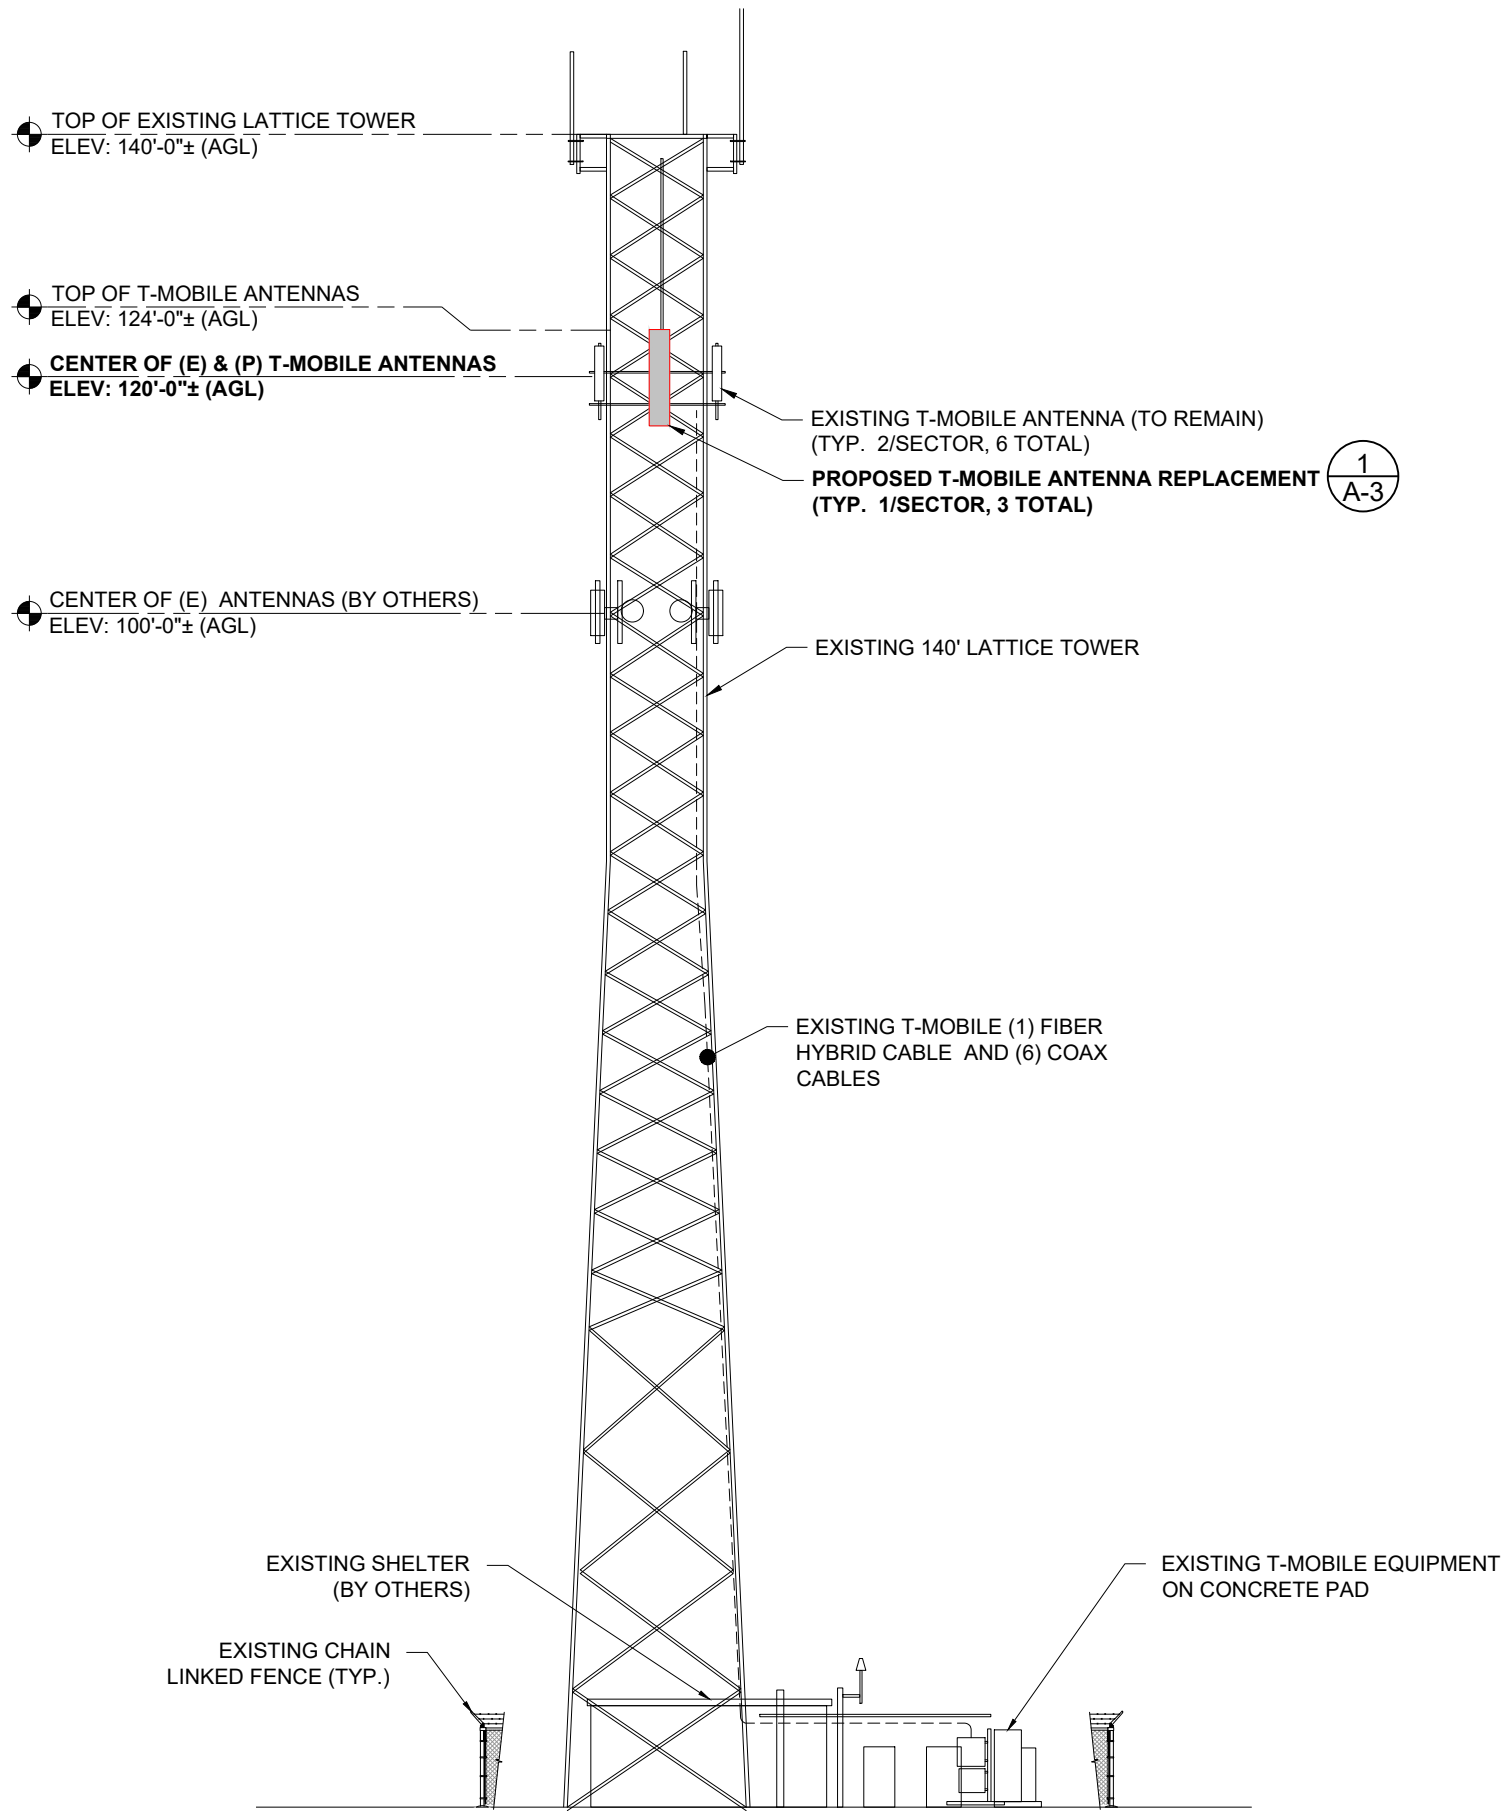 TOP OF EXISTING LATTICE TOWER
ELEV: 140'-0"± (AGL)
TOP OF T-MOBILE ANTENNAS
ELEV: 124'-0"± (AGL)
CENTER OF (E) & (P) T-MOBILE ANTENNAS
ELEV: 120'-0"± (AGL)
EXISTING T-MOBILE ANTENNA (TO REMAIN)
(TYP. 2/SECTOR, 6 TOTAL)
PROPOSED T-MOBILE ANTENNA REPLACEMENT
(TYP. 1/SECTOR, 3 TOTAL)
1
A-3
CENTER OF (E) ANTENNAS (BY OTHERS)
ELEV: 100'-0"± (AGL)
EXISTING 140' LATTICE TOWER
EXISTING T-MOBILE (1) FIBER
HYBRID CABLE AND (6) COAX
CABLES
EXISTING SHELTER
(BY OTHERS)
EXISTING T-MOBILE EQUIPMENT
ON CONCRETE PAD
EXISTING CHAIN
LINKED FENCE (TYP.)